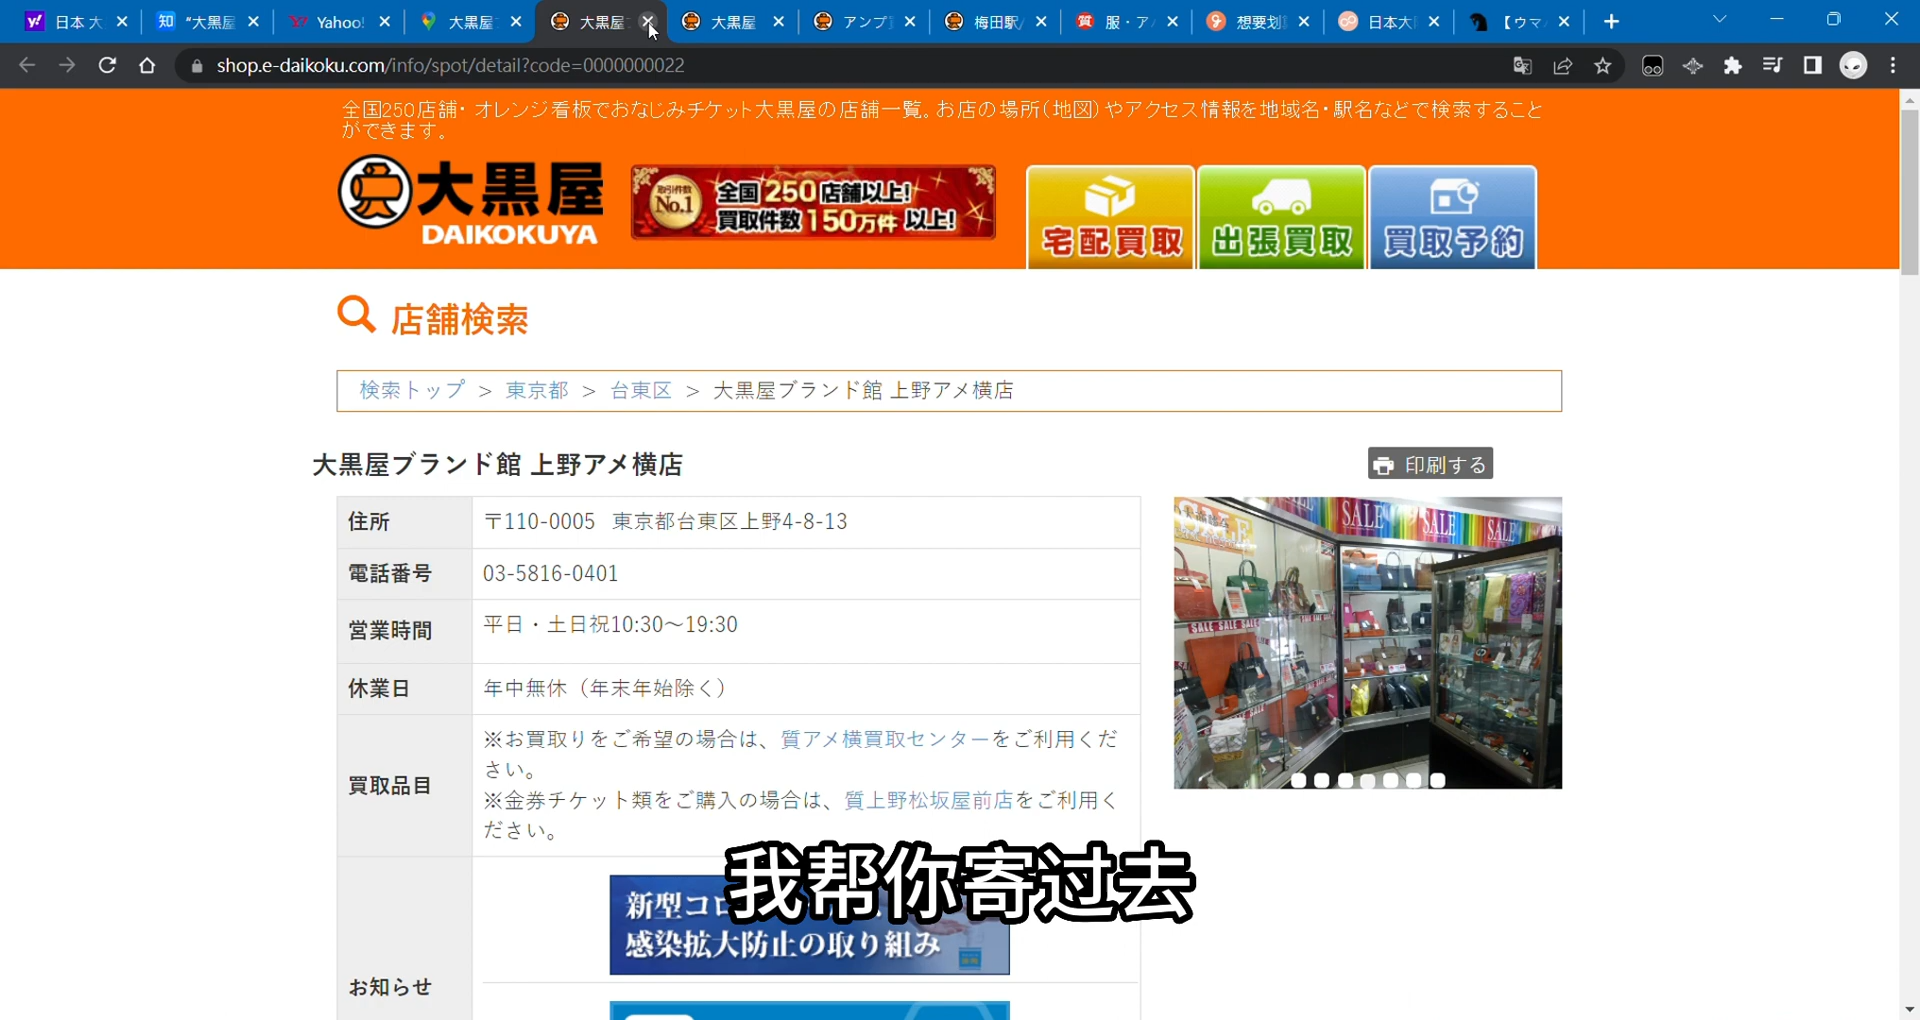 日本 大
"大黒屋
Yahoo!
大黒屋
大黒屋
大黒屋
アンプ
梅田駅
服・ア
想要划
日本大
【ウマ
shop.e-daikoku.com/info/spot/detail?code=0000000022
全国250店舗・オレンジ看板でおなじみチケット大黒屋の店舗一覧。お店の場所(地図)やアクセス情報を地域名・駅名などで検索すること
ができます。
大黒屋
DAIKOKUYA
取引件数
No.1
全国250店舗以上!
買取件数150万件以上!
宅配買取
出張買取
買取予約
店舗検索
検索トップ > 東京都 > 台東区 > 大黒屋ブランド館 上野アメ横店
大黒屋ブランド館 上野アメ横店
印刷する
住所 〒110-0005 東京都台東区上野4-8-13
電話番号 03-5816-0401
営業時間 平日・土日祝10:30～19:30
休業日 年中無休（年末年始除く）
買取品目
※お買取りをご希望の場合は、質アメ横買取センターをご利用くだ
さい。
※金券チケット類をご購入の場合は、質上野松坂屋前店をご利用く
ださい。
SALE SALE SALE
SALE SALE SALE
我帮你寄过去
新型コロ
感染拡大防止の取り組み
お知らせ